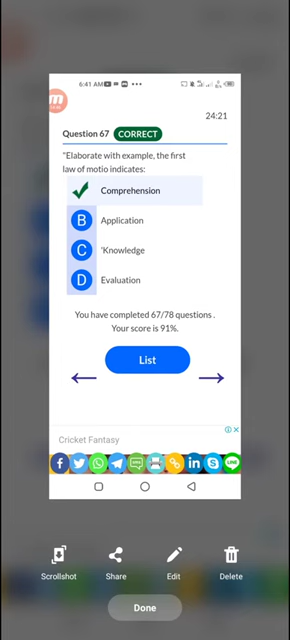 6:41 AM
24:21
Question 67 CORRECT
"Elaborate with example, the first
law of motio indicates:
Comprehension
B Application
C 'Knowledge
D Evaluation
You have completed 67/78 questions .
Your score is 91%.
List
Cricket Fantasy
Scrollshot Share Edit Delete
Done